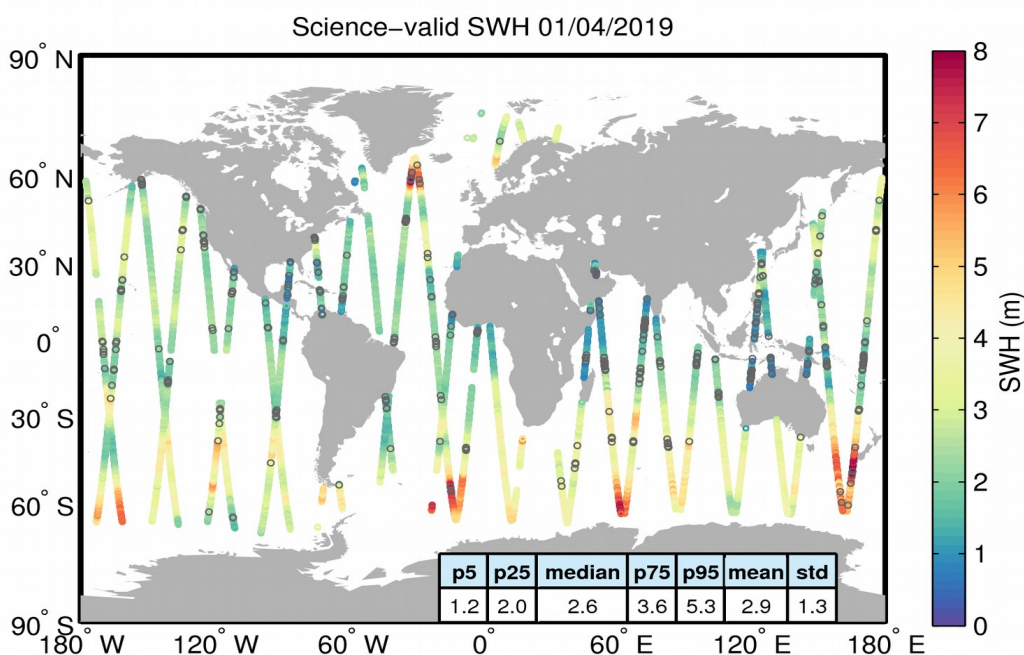 Science−valid SWH 01/04/2019
90° N
60° N
30° N
0°
30° S
60° S
90° S
180° W 120° W 60° W 0° 60° E 120° E 180° E
p5 p25 median p75 p95 mean std
1.2 2.0 2.6 3.6 5.3 2.9 1.3
8
7
6
5
4
3
2
1
0
SWH (m)